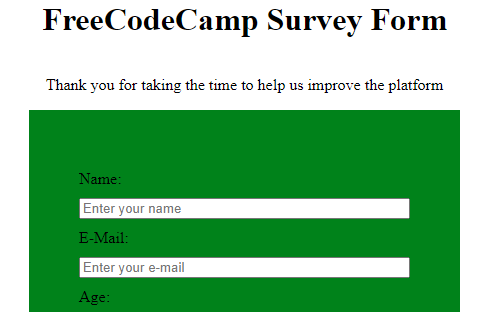 FreeCodeCamp Survey Form
Thank you for taking the time to help us improve the platform
Name:
Enter your name
E-Mail:
Enter your e-mail
Age: